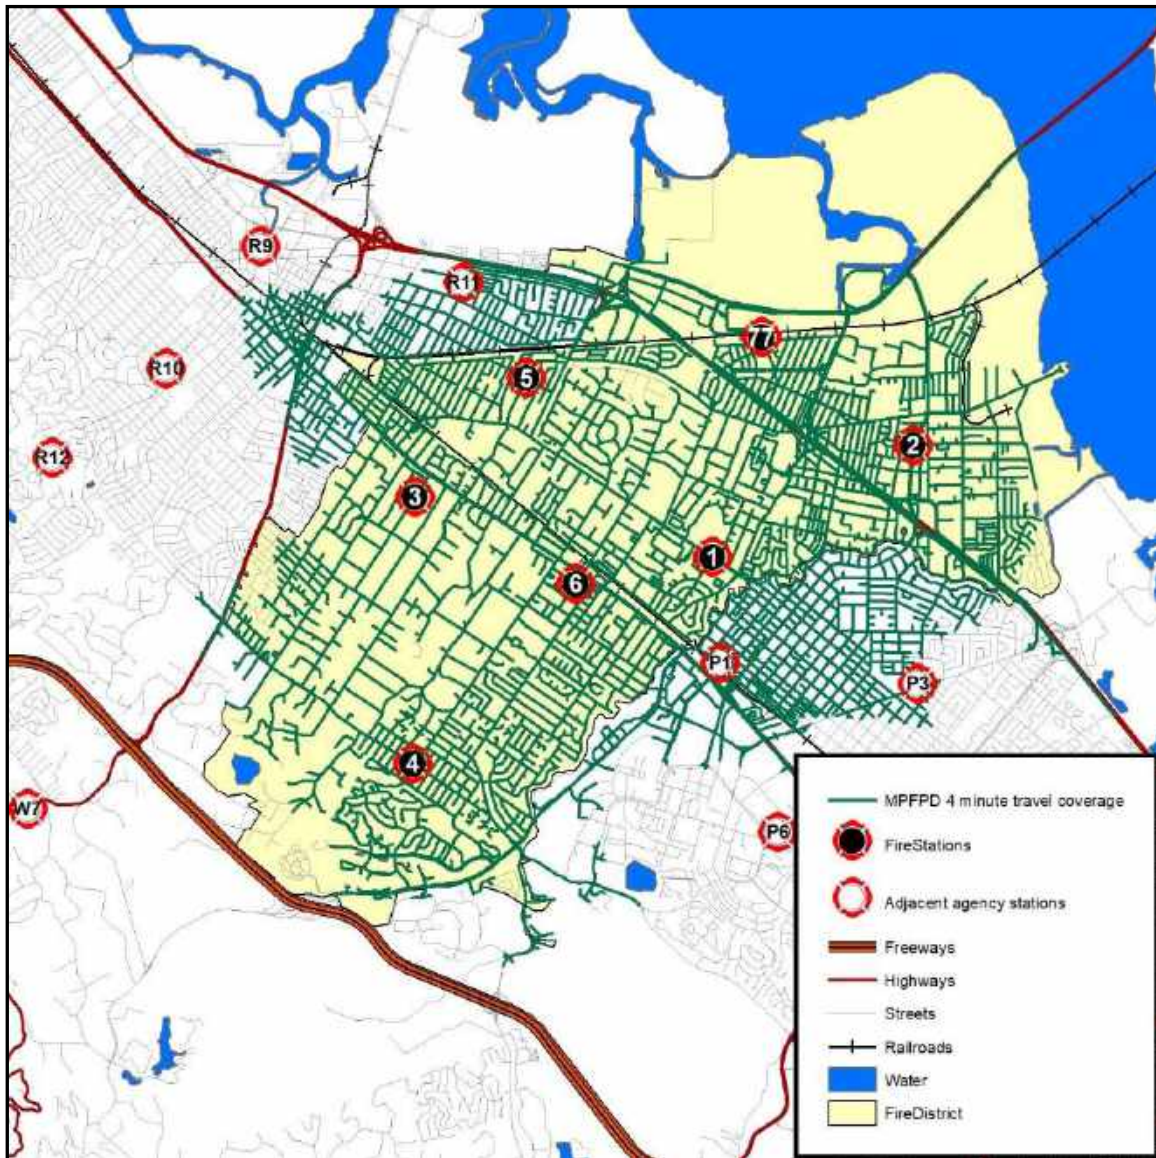 R9
R11
77
R10
5
2
R12
3
1
6
P1
P3
4
W7
P6
MPFPD 4 minute travel coverage
FireStations
Adjacent agency stations
Freeways
Highways
Streets
Railroads
Water
FireDistrict